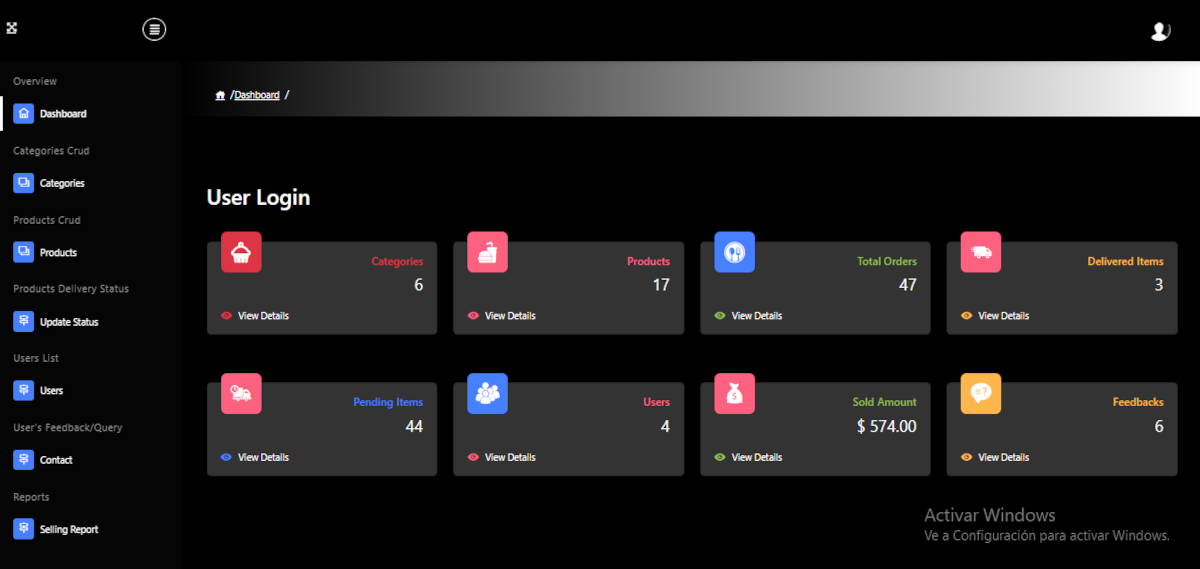 Overview
Dashboard
Categories Crud
Categories
Products Crud
Products
Products Delivery Status
Update Status
Users List
Users
User's Feedback/Query
Contact
Reports
Selling Report
/Dashboard /
User Login
Categories
6
View Details
Products
17
View Details
Total Orders
47
View Details
Delivered Items
3
View Details
Pending Items
44
View Details
Users
4
View Details
Sold Amount
$ 574.00
View Details
Feedbacks
6
View Details
Activar Windows
Ve a Configuración para activar Windows.